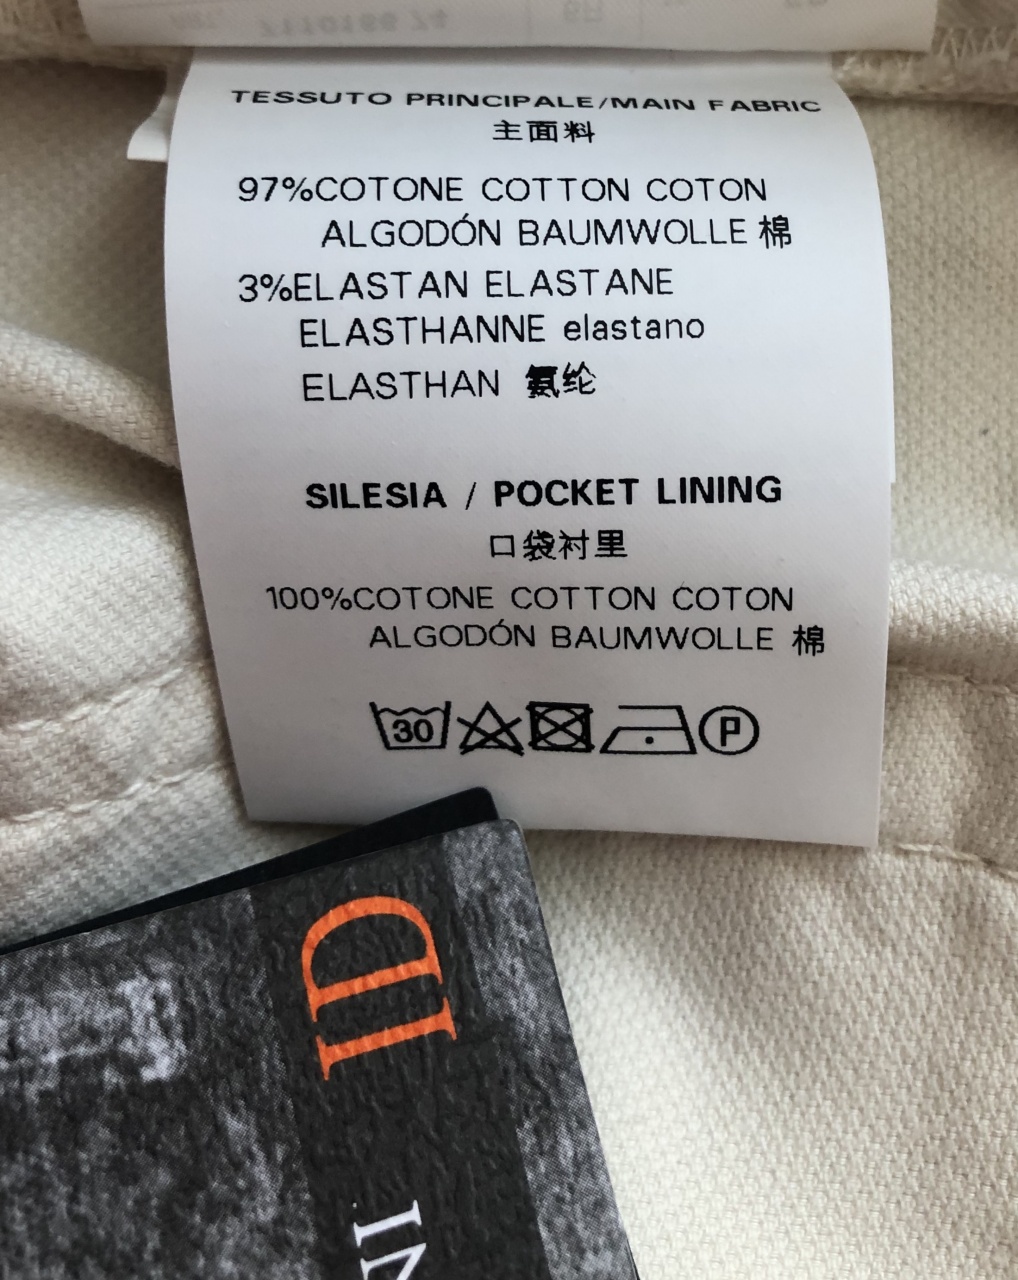 TESSUTO PRINCIPALE/MAIN FABRIC
主面料
97%COTONE COTTON COTON
ALGODÓN BAUMWOLLE 棉
3%ELASTAN ELASTANE
ELASTHANNE elastano
ELASTHAN 氨纶
SILESIA / POCKET LINING
口袋衬里
100%COTONE COTTON COTON
ALGODÓN BAUMWOLLE 棉
30
P
ID